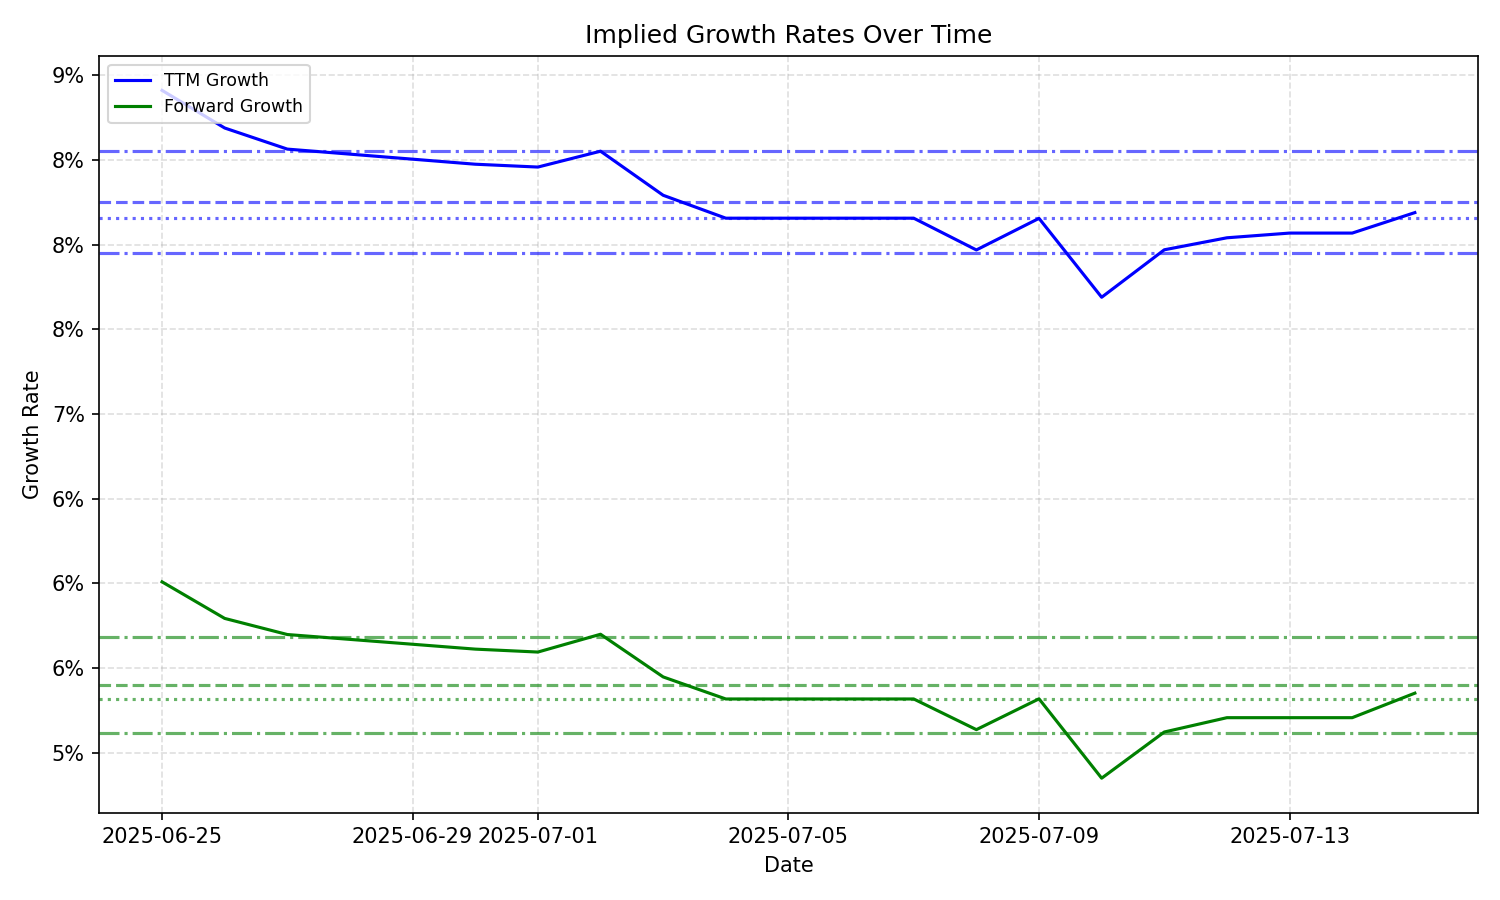 Implied Growth Rates Over Time
TTM Growth
Forward Growth
9%
8%
8%
8%
7%
6%
6%
6%
5%
Growth Rate
2025-06-25 2025-06-29 2025-07-01 2025-07-05 2025-07-09 2025-07-13
Date